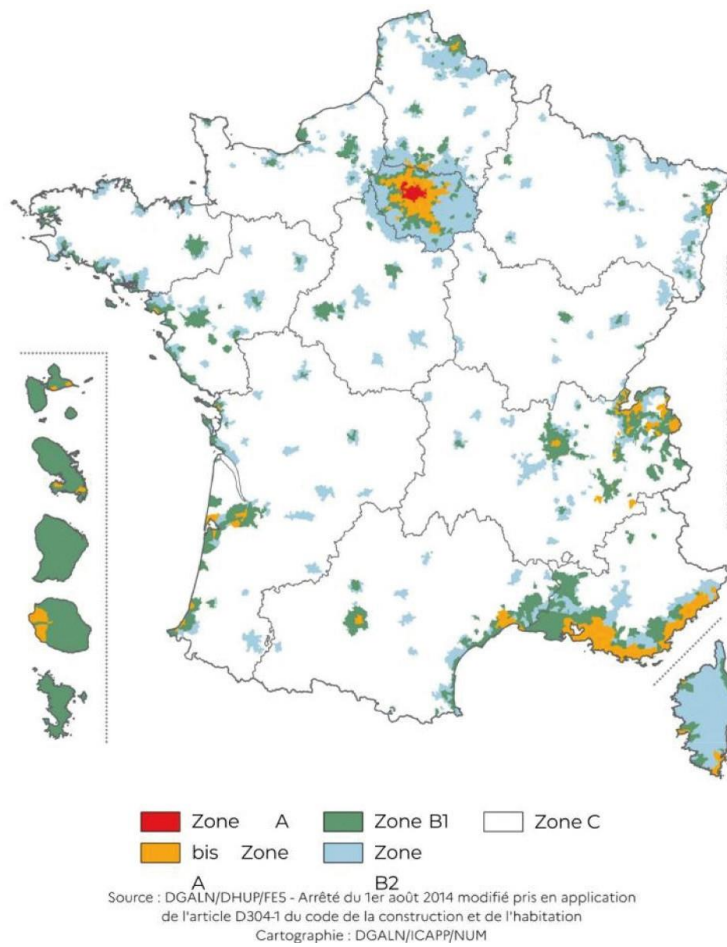 Zone A Zone B1 Zone C
bis Zone Zone
A B2
Source : DGALN/DHUP/FE5 - Arrêté du 1er août 2014 modifié pris en application
de l'article D304-1 du code de la construction et de l'habitation
Cartographie : DGALN/ICAPP/NUM